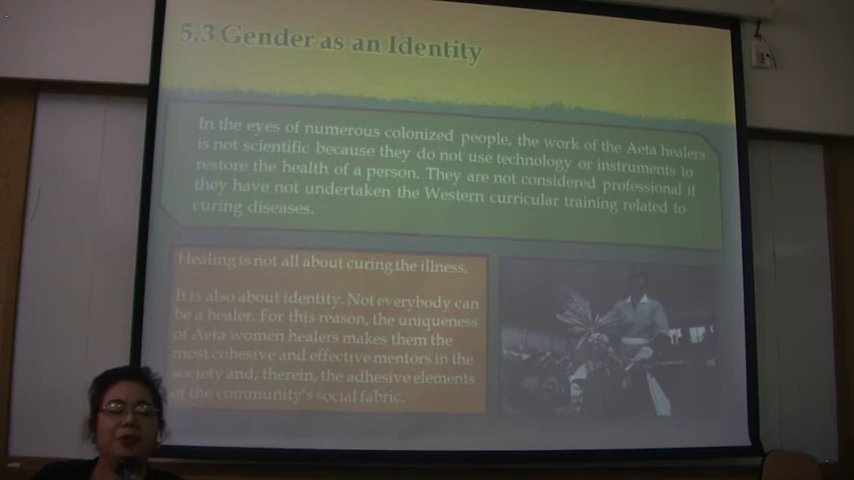 5.3 Gender as an Identity
In the eyes of numerous colonized people, the work of the Aeta healers
is not scientific because they do not use technology or instruments to
restore the health of a person. They are not considered professional if
they have not undertaken the Western curricular training related to
curing diseases.
Healing is not all about curing the illness.
It is also about identity. Not everybody can
be a healer. For this reason, the uniqueness
of Aeta women healers makes them the
most cohesive and effective mentors in the
society and, therein, the adhesive elements
of the community's social fabric.